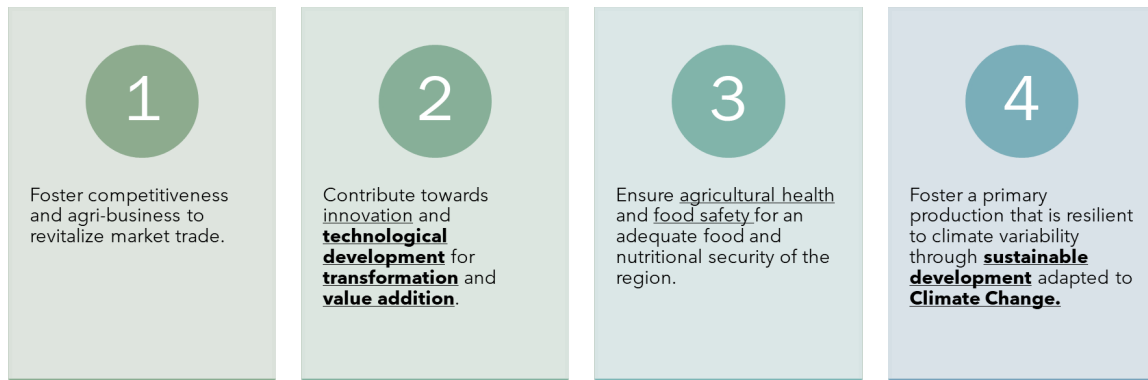 1
Foster competitiveness
and agri-business to
revitalize market trade.
2
Contribute towards
innovation and
technological
development for
transformation and
value addition.
3
Ensure agricultural health
and food safety for an
adequate food and
nutritional security of the
region.
4
Foster a primary
production that is resilient
to climate variability
through sustainable
development adapted to
Climate Change.